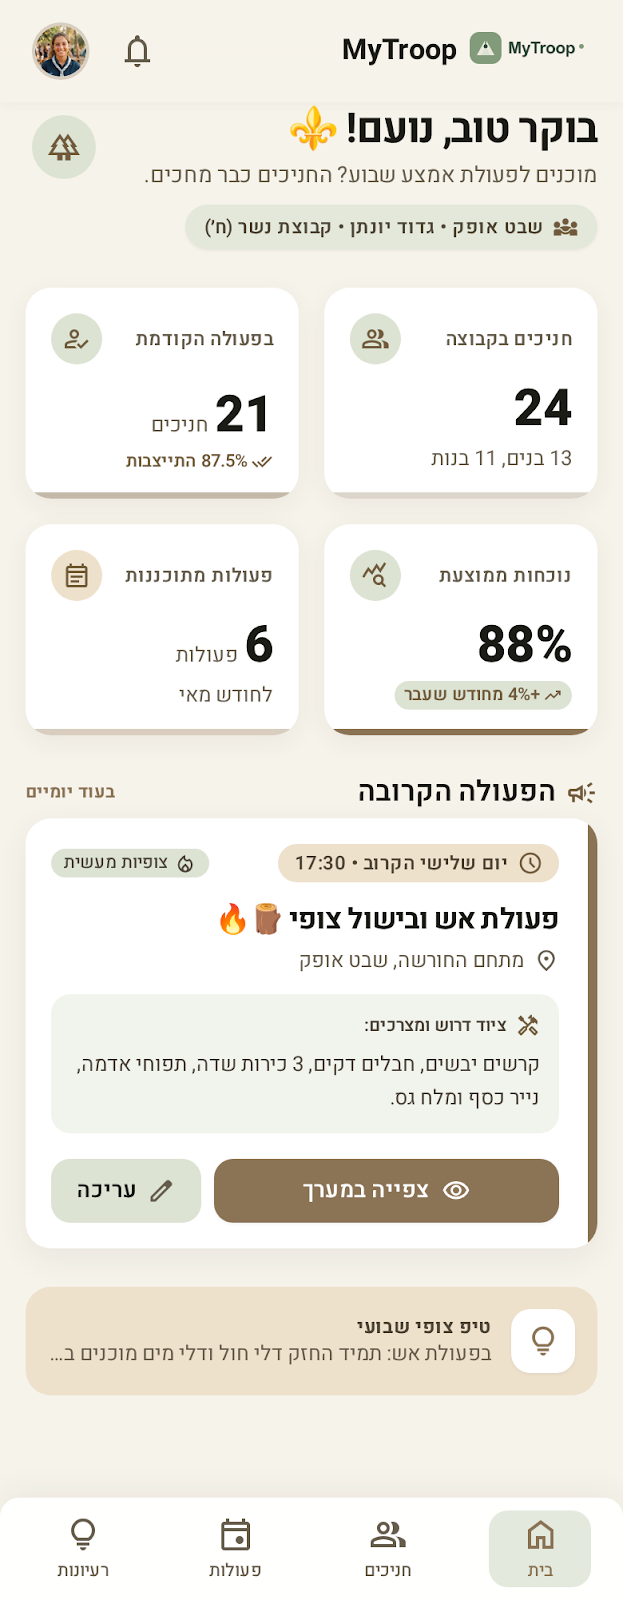 MyTroop
MyTroop
בוקר טוב, נועם! ⚜️
מוכנים לפעולת אמצע שבוע? החניכים כבר מחכים.
שבט אופק • גדוד יונתן • קבוצת נשר (ח')
חניכים בקבוצה
24
13 בנים, 11 בנות
בפעולה הקודמת
21 חניכים
87.5% התייצבות
נוכחות ממוצעת
88%
+4% מחודש שעבר
פעולות מתוכננות
6 פעולות
לחודש מאי
הפעולה הקרובה
בעוד יומיים
יום שלישי הקרוב • 17:30
צופיות מעשית
פעולת אש ובישול צופי 🪵🔥
מתחם החורשה, שבט אופק
ציוד דרוש ומצרכים:
קרשים יבשים, חבלים דקים, 3 כירות שדה, תפוחי אדמה,
נייר כסף ומלח גס.
צפייה במערך
עריכה
טיפ צופי שבועי
בפעולת אש: תמיד החזק דלי חול ודלי מים מוכנים ב...
בית
חניכים
פעולות
רעיונות